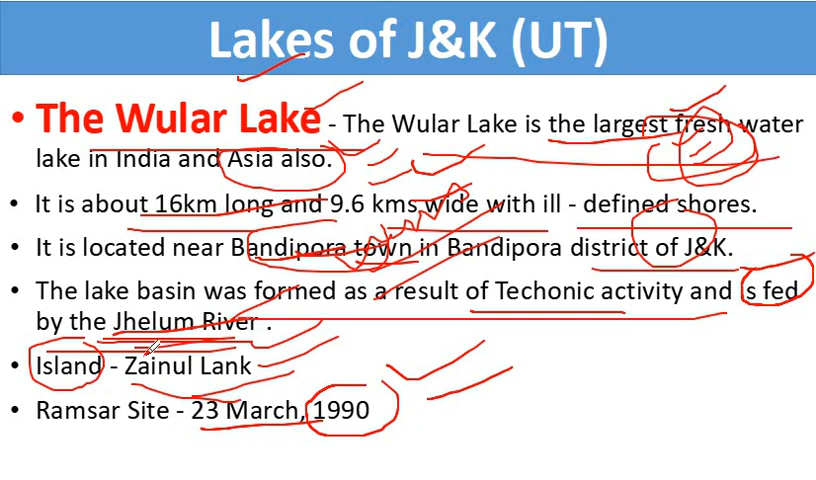 Lakes of J&K (UT)
• The Wular Lake - The Wular Lake is the largest fresh water
lake in India and Asia also.
• It is about 16km long and 9.6 kms wide with ill - defined shores.
• It is located near Bandipora town in Bandipora district of J&K.
• The lake basin was formed as a result of Techonic activity and is fed
by the Jhelum River .
• Island - Zainul Lank
• Ramsar Site - 23 March, 1990